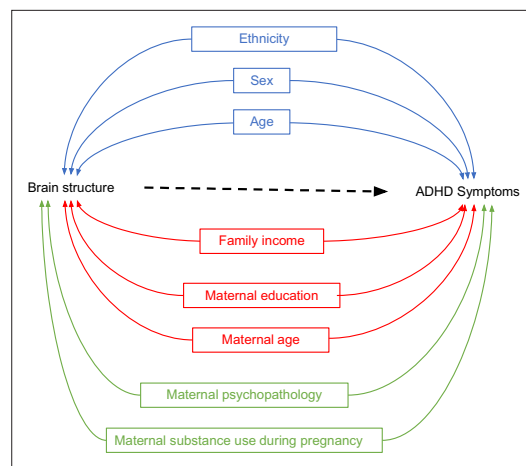 Ethnicity
Sex
Age
Brain structure
ADHD Symptoms
Family income
Maternal education
Maternal age
Maternal psychopathology
Maternal substance use during pregnancy